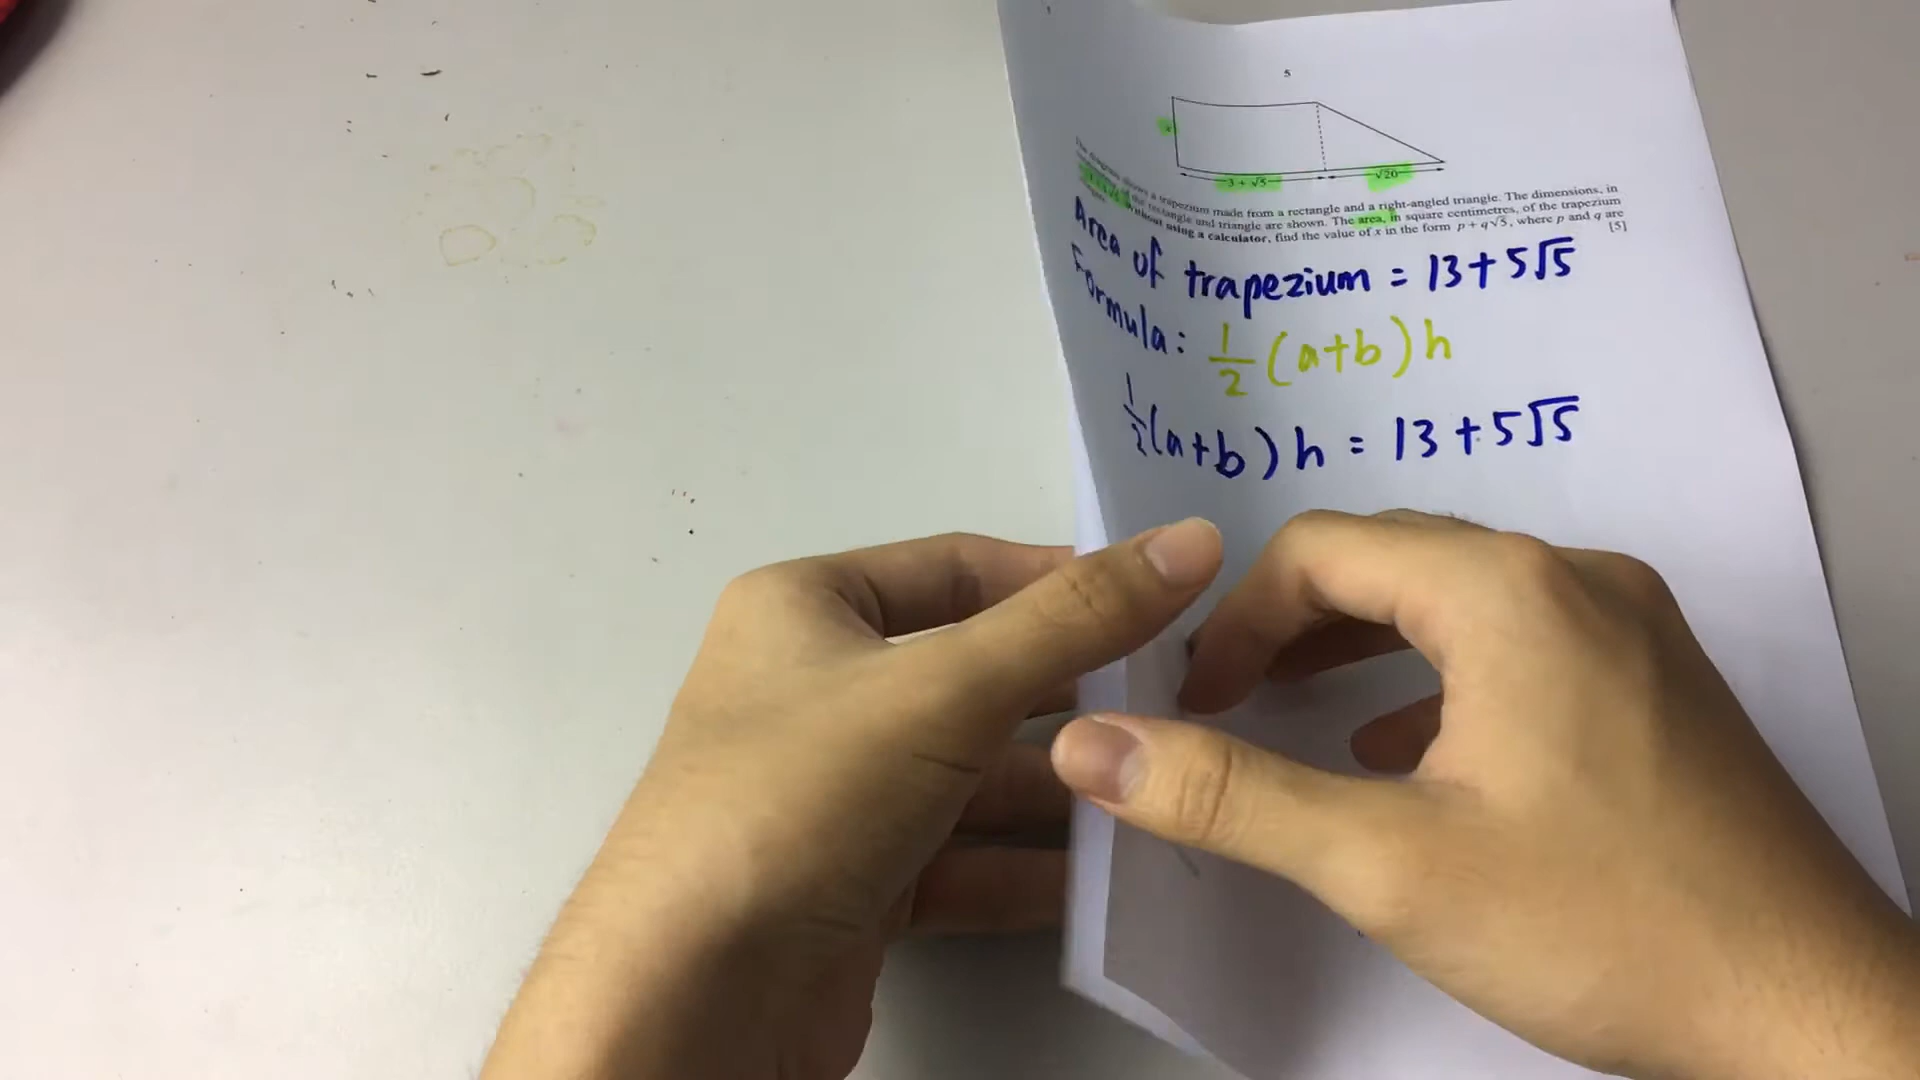 5
x
3 + √5
√20
The diagram shows a trapezium made from a rectangle and a right-angled triangle. The dimensions, in
of the rectangle and triangle are shown. The area, in square centimetres, of the trapezium
Without using a calculator, find the value of x in the form p + q√5, where p and q are
[5]
Area of trapezium = 13 + 5√5
Formula: 1/2 (a+b) h
1/2 (a+b) h = 13 + 5√5